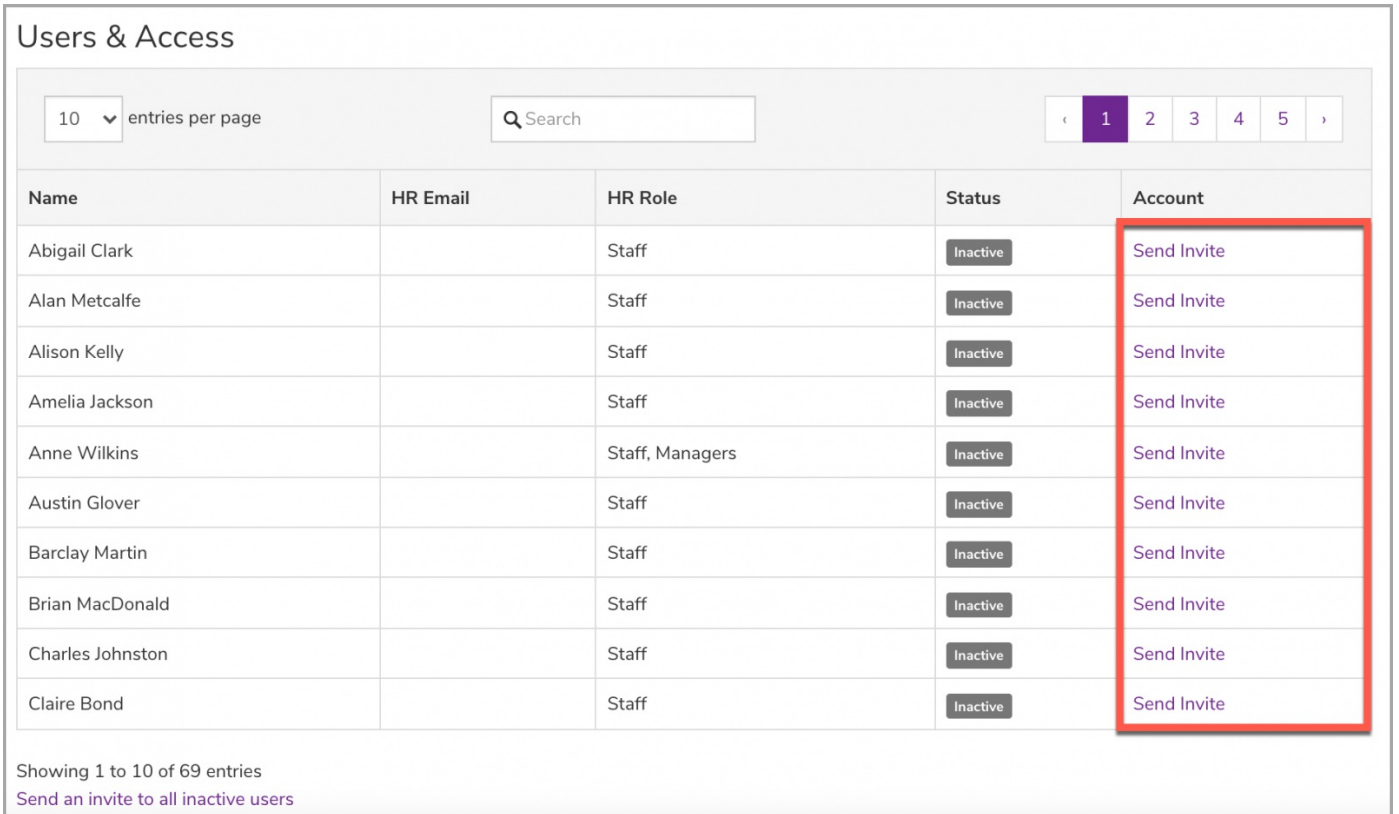 Users & Access
10 entries per page Search ‹ 1 2 3 4 5 ›
Name HR Email HR Role Status Account
Abigail Clark Staff Inactive Send Invite
Alan Metcalfe Staff Inactive Send Invite
Alison Kelly Staff Inactive Send Invite
Amelia Jackson Staff Inactive Send Invite
Anne Wilkins Staff, Managers Inactive Send Invite
Austin Glover Staff Inactive Send Invite
Barclay Martin Staff Inactive Send Invite
Brian MacDonald Staff Inactive Send Invite
Charles Johnston Staff Inactive Send Invite
Claire Bond Staff Inactive Send Invite
Showing 1 to 10 of 69 entries
Send an invite to all inactive users